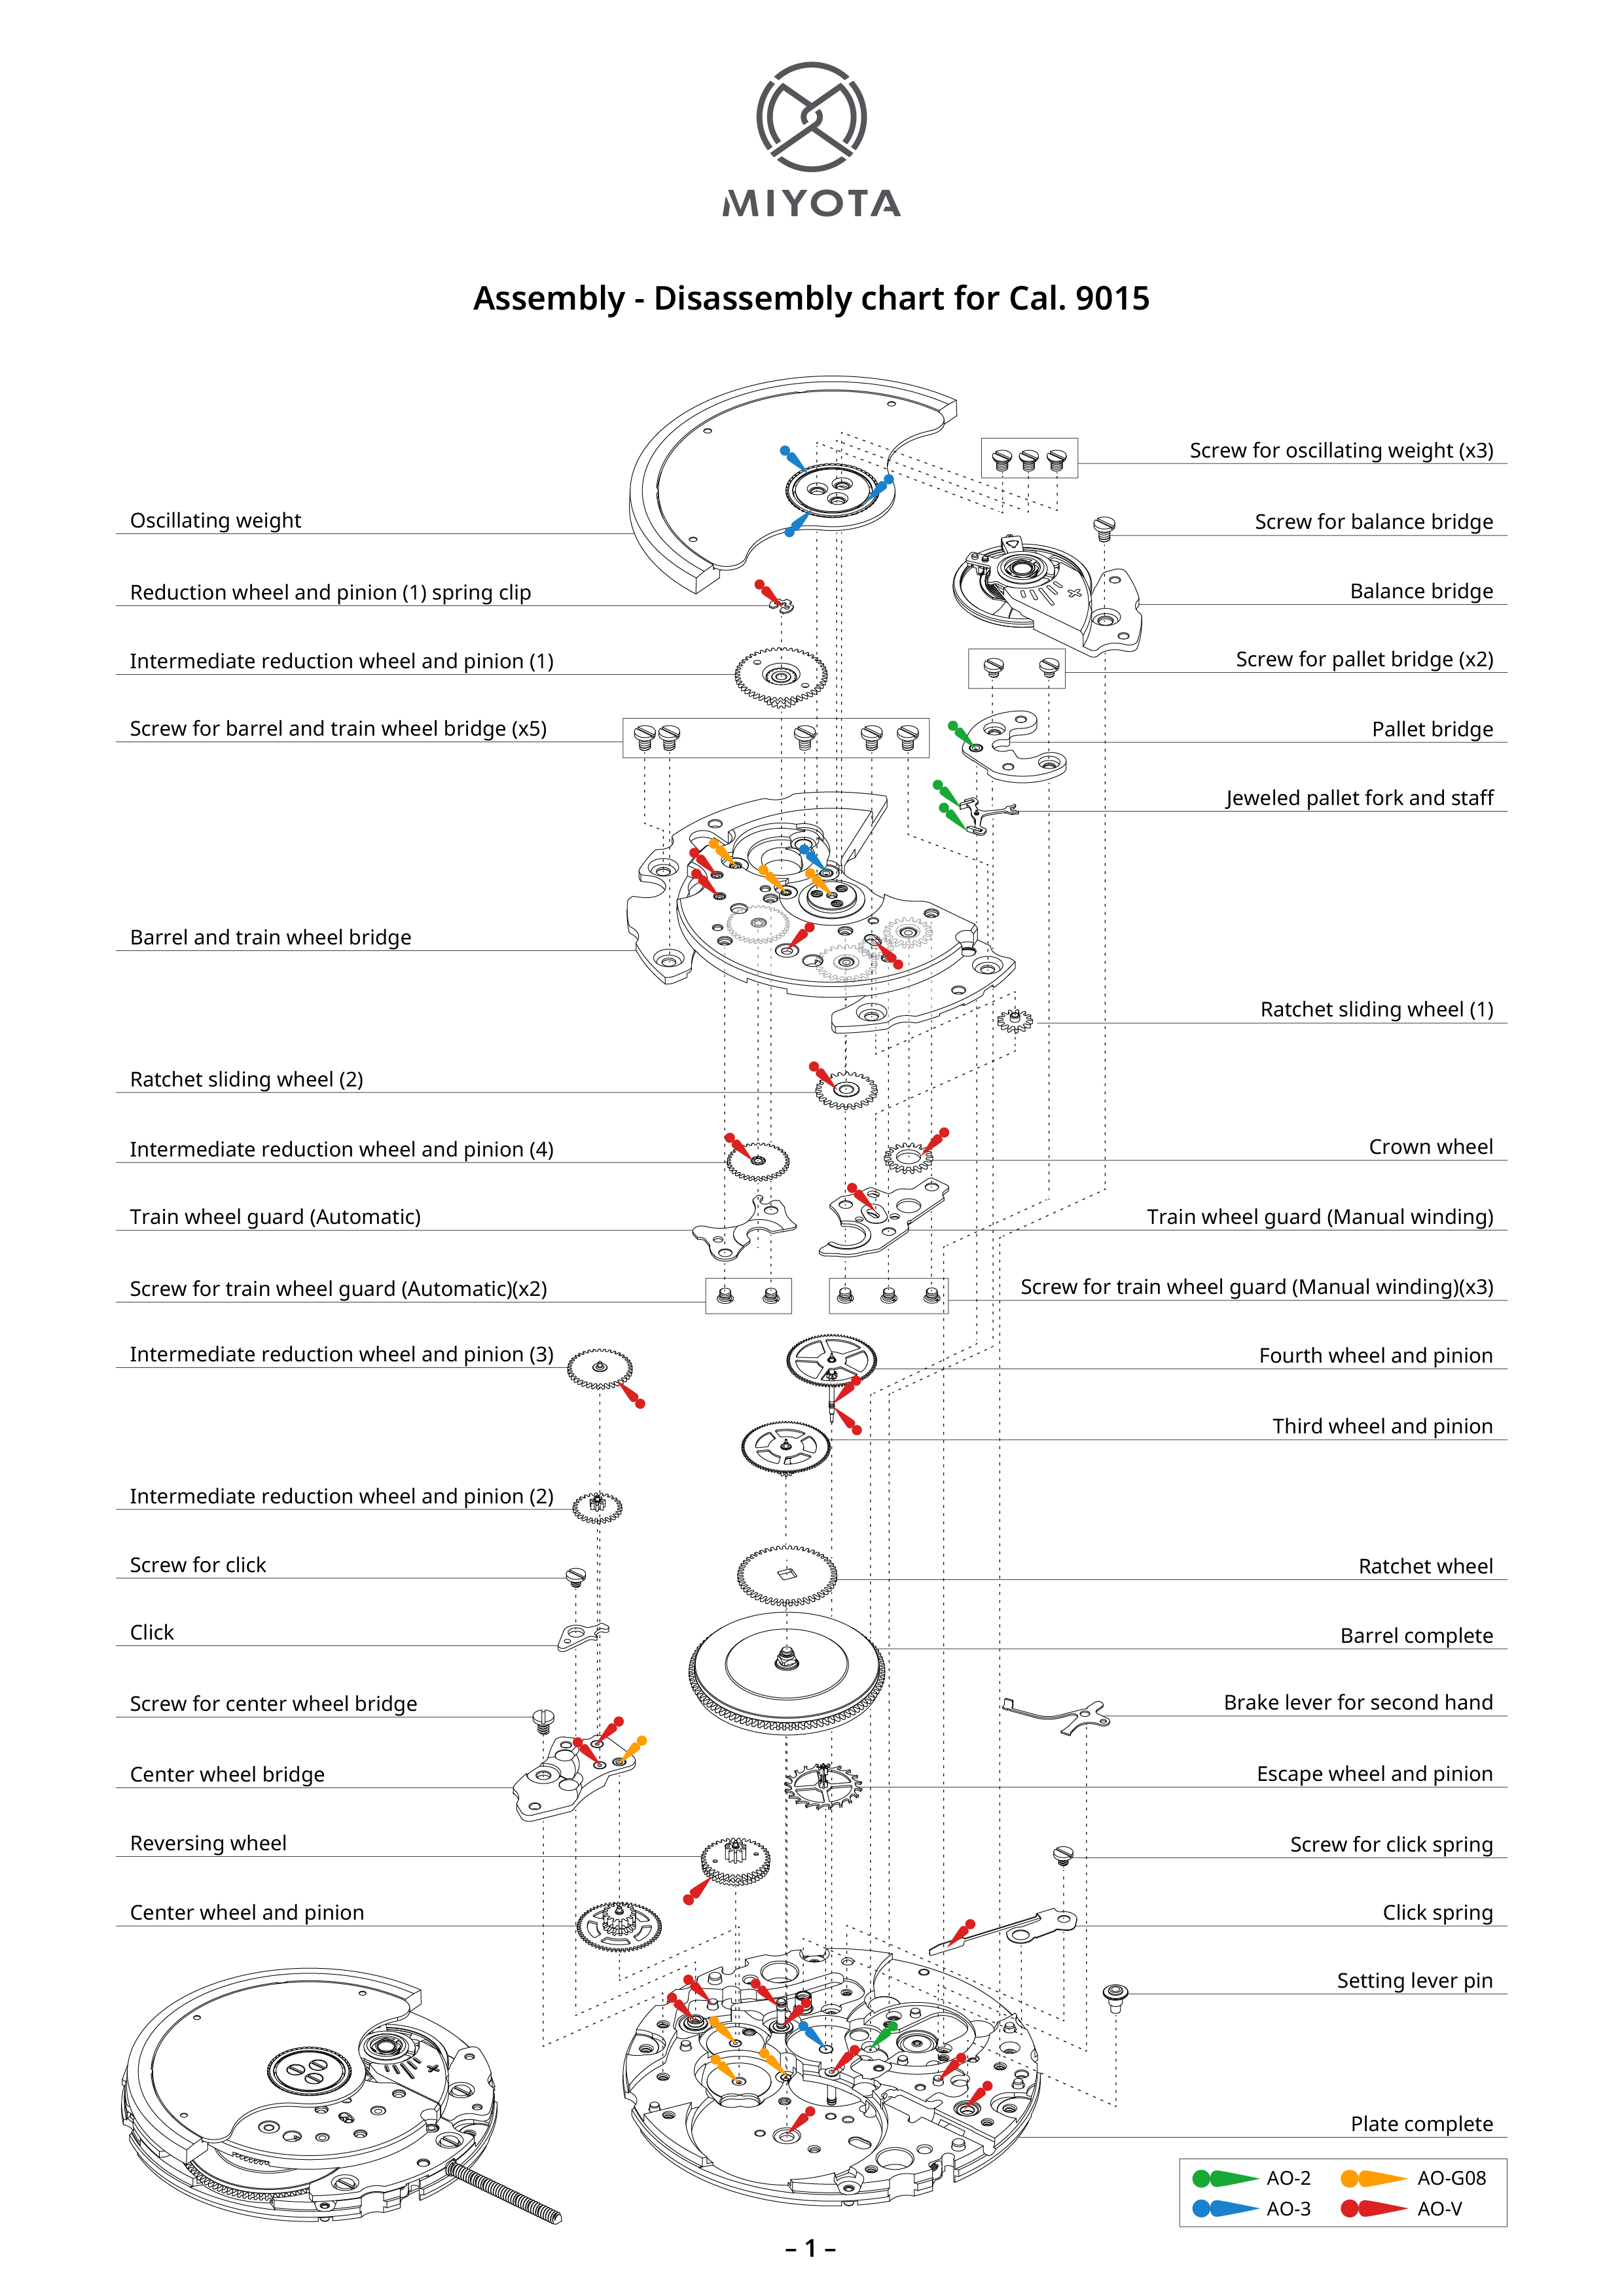 MIYOTA
Assembly - Disassembly chart for Cal. 9015
Screw for oscillating weight (x3)
Oscillating weight
Screw for balance bridge
Reduction wheel and pinion (1) spring clip
Balance bridge
Intermediate reduction wheel and pinion (1)
Screw for pallet bridge (x2)
Screw for barrel and train wheel bridge (x5)
Pallet bridge
Jeweled pallet fork and staff
Barrel and train wheel bridge
Ratchet sliding wheel (1)
Ratchet sliding wheel (2)
Intermediate reduction wheel and pinion (4)
Crown wheel
Train wheel guard (Automatic)
Train wheel guard (Manual winding)
Screw for train wheel guard (Automatic)(x2)
Screw for train wheel guard (Manual winding)(x3)
Intermediate reduction wheel and pinion (3)
Fourth wheel and pinion
Third wheel and pinion
Intermediate reduction wheel and pinion (2)
Screw for click
Ratchet wheel
Click
Barrel complete
Screw for center wheel bridge
Brake lever for second hand
Center wheel bridge
Escape wheel and pinion
Reversing wheel
Screw for click spring
Center wheel and pinion
Click spring
Setting lever pin
Plate complete
AO-2
AO-G08
AO-3
AO-V
– 1 –